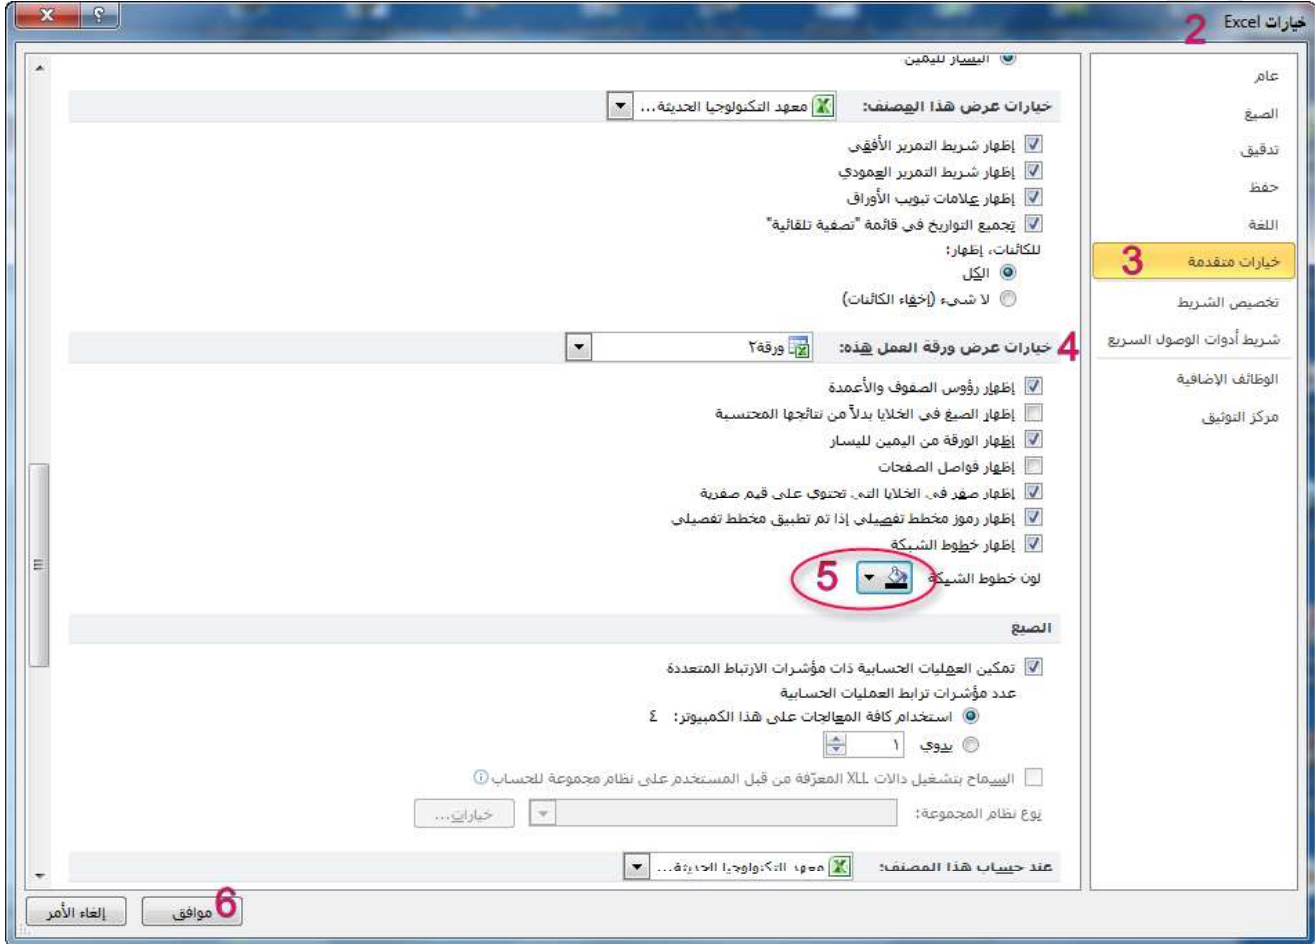 خيارات Excel 2
عام
الصيغ
تدقيق
حفظ
اللغة
خيارات متقدمة 3
تخصيص الشريط
شريط أدوات الوصول السريع
الوظائف الإضافية
مركز التوثيق
اليسار لليمين
خيارات عرض هذا المصنف: معهد التكنولوجيا الحديثة...
إظهار شريط التمرير الأفقي
إظهار شريط التمرير العمودي
إظهار علامات تبويب الأوراق
تجميع التواريخ في قائمة "تصفية تلقائية"
للكائنات، إظهار:
الكل
لا شيء (إخفاء الكائنات)
4 خيارات عرض ورقة العمل هذه: ورقة٢
إظهار رؤوس الصفوف والأعمدة
إظهار الصيغ في الخلايا بدلاً من نتائجها المحتسبة
إظهار الورقة من اليمين لليسار
إظهار فواصل الصفحات
إظهار صفر في الخلايا التي تحتوي على قيم صفرية
إظهار رموز مخطط تفصيلي إذا تم تطبيق مخطط تفصيلي
إظهار خطوط الشبكة
لون خطوط الشبكة 5
الصيغ
تمكين العمليات الحسابية ذات مؤشرات الارتباط المتعددة
عدد مؤشرات ترابط العمليات الحسابية
استخدام كافة المعالجات على هذا الكمبيوتر: ٤
يدوي ١
السماح بتشغيل دالات XLL المعرّفة من قبل المستخدم على نظام مجموعة للحساب
نوع نظام المجموعة: خيارات...
عند حساب هذا المصنف: معهد التكنولوجيا الحديثة...
6 موافق
إلغاء الأمر